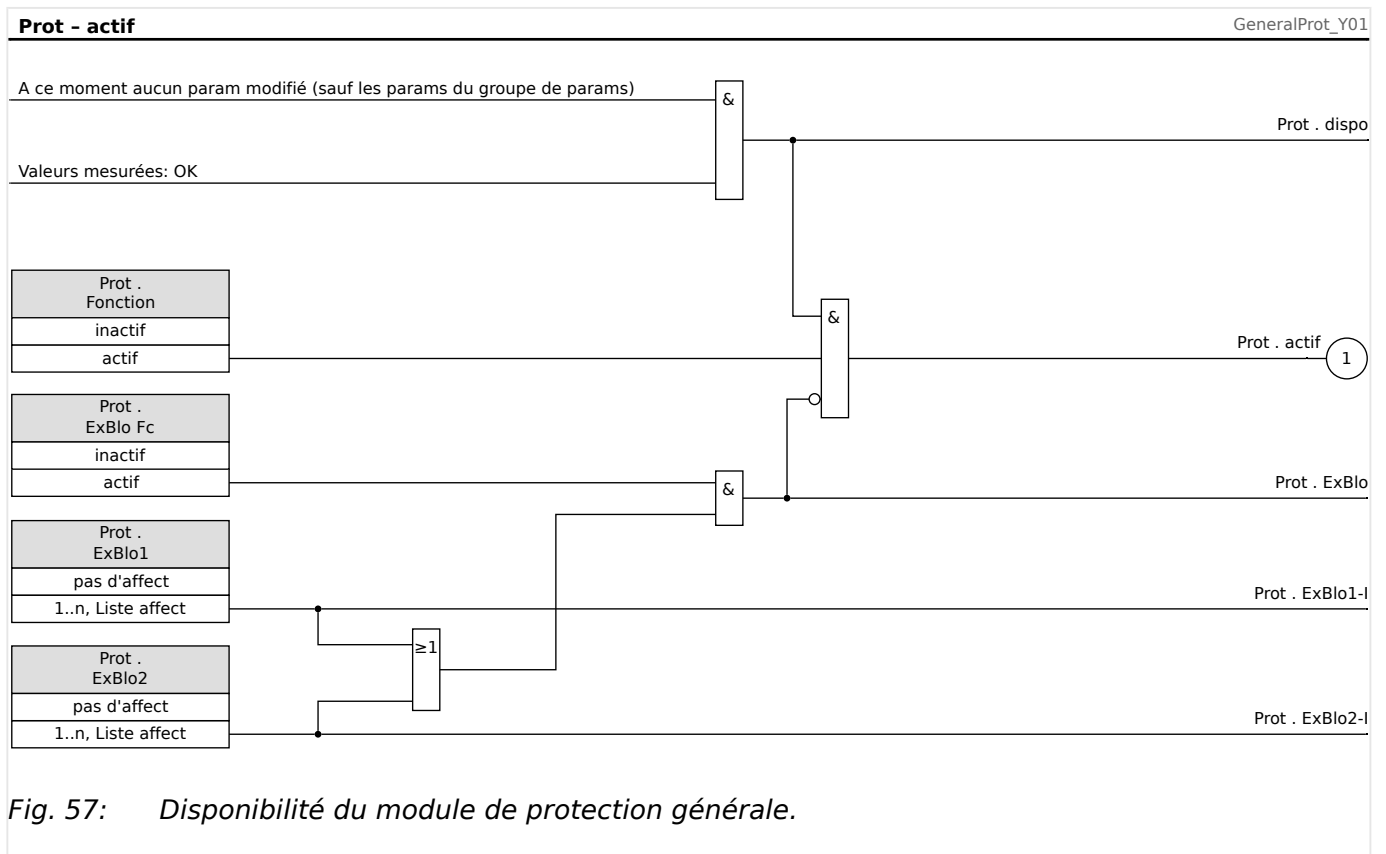 Prot – actif
GeneralProt_Y01
A ce moment aucun param modifié (sauf les params du groupe de params)
&
Prot . dispo
Valeurs mesurées: OK
Prot .
Fonction
inactif
actif
&
Prot . actif
1
Prot .
ExBlo Fc
inactif
actif
&
Prot . ExBlo
Prot .
ExBlo1
pas d'affect
1..n, Liste affect
Prot . ExBlo1-I
≥1
Prot .
ExBlo2
pas d'affect
1..n, Liste affect
Prot . ExBlo2-I
Fig. 57: Disponibilité du module de protection générale.